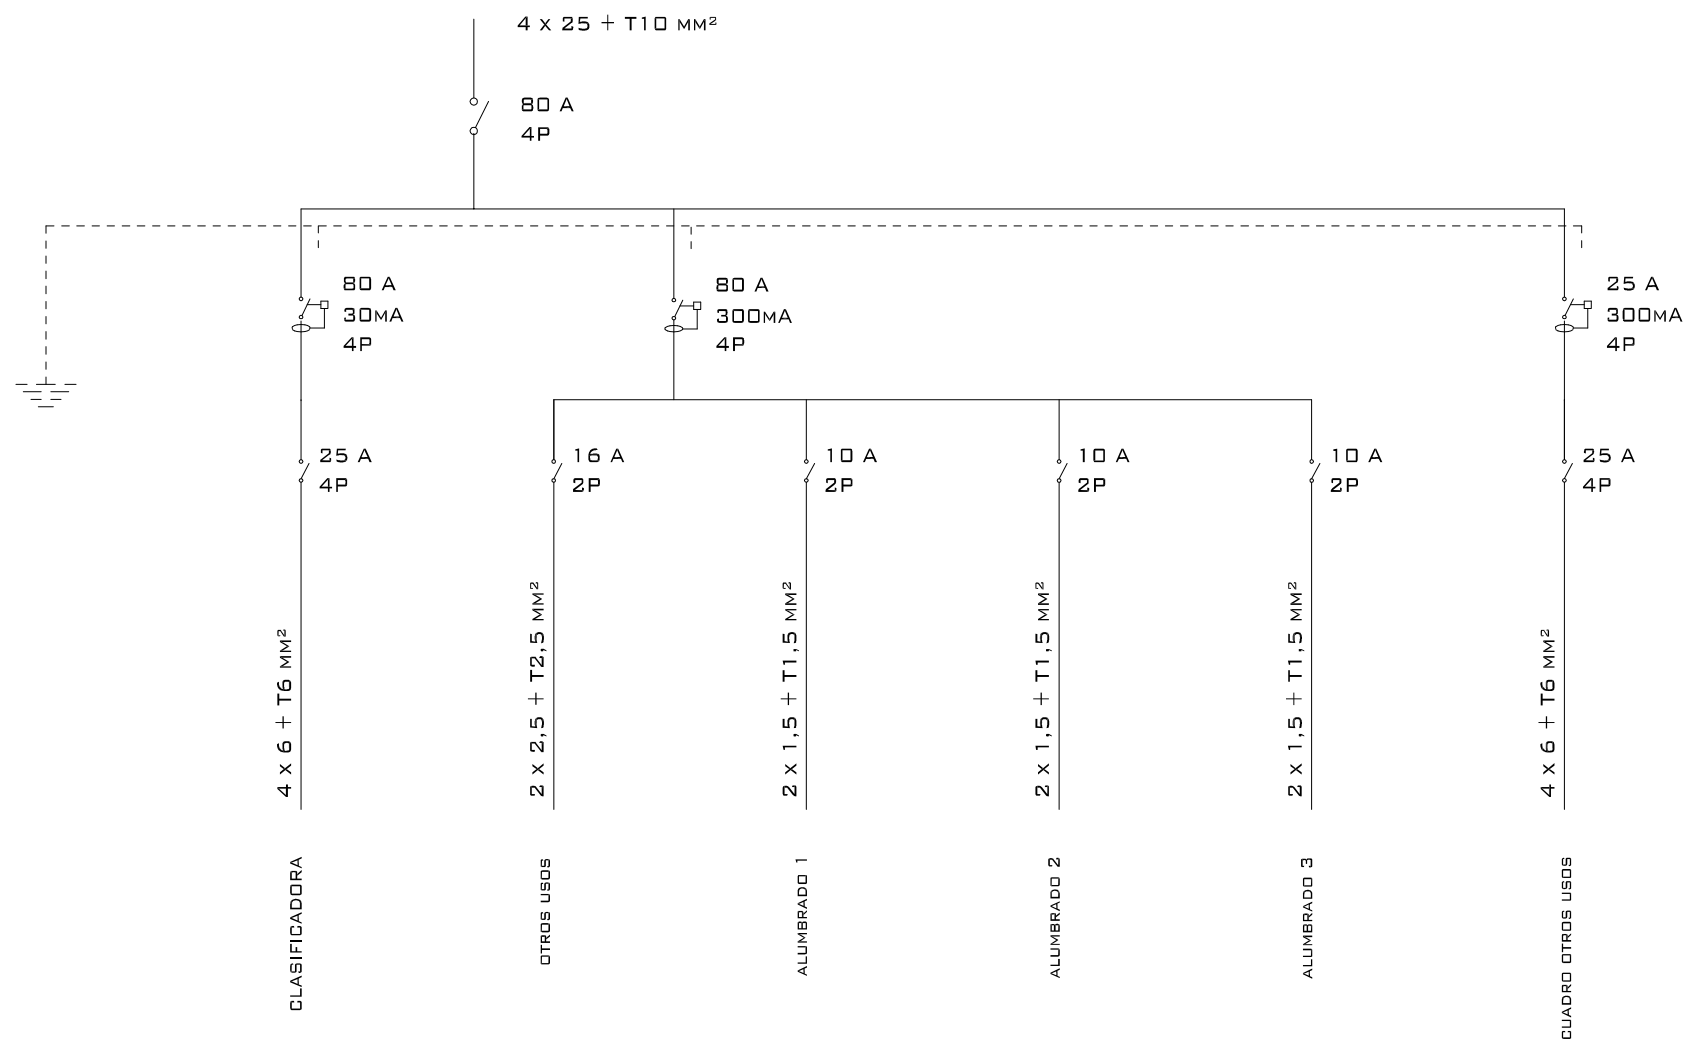 4 x 25 + T10 MM²
80 A
4P
80 A
30MA
4P
80 A
300MA
4P
25 A
300MA
4P
25 A
4P
16 A
2P
10 A
2P
10 A
2P
10 A
2P
25 A
4P
4 x 6 + T6 MM²
2 x 2,5 + T2,5 MM²
2 x 1,5 + T1,5 MM²
2 x 1,5 + T1,5 MM²
2 x 1,5 + T1,5 MM²
4 x 6 + T6 MM²
CLASIFICADORA
OTROS USOS
ALUMBRADO 1
ALUMBRADO 2
ALUMBRADO 3
CUADRO OTROS USOS